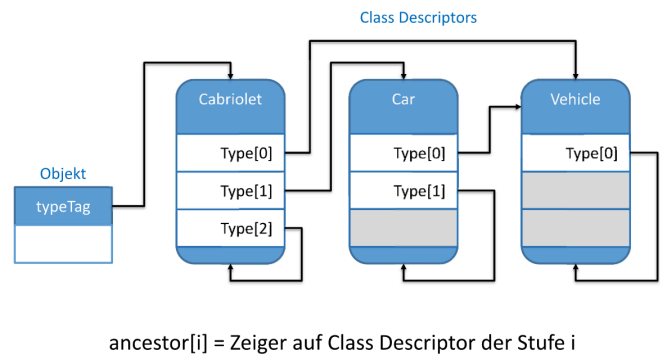 Class Descriptors
Cabriolet
Car
Vehicle
Type[0]
Type[0]
Type[0]
Objekt
typeTag
Type[1]
Type[1]
Type[2]
ancestor[i] = Zeiger auf Class Descriptor der Stufe i